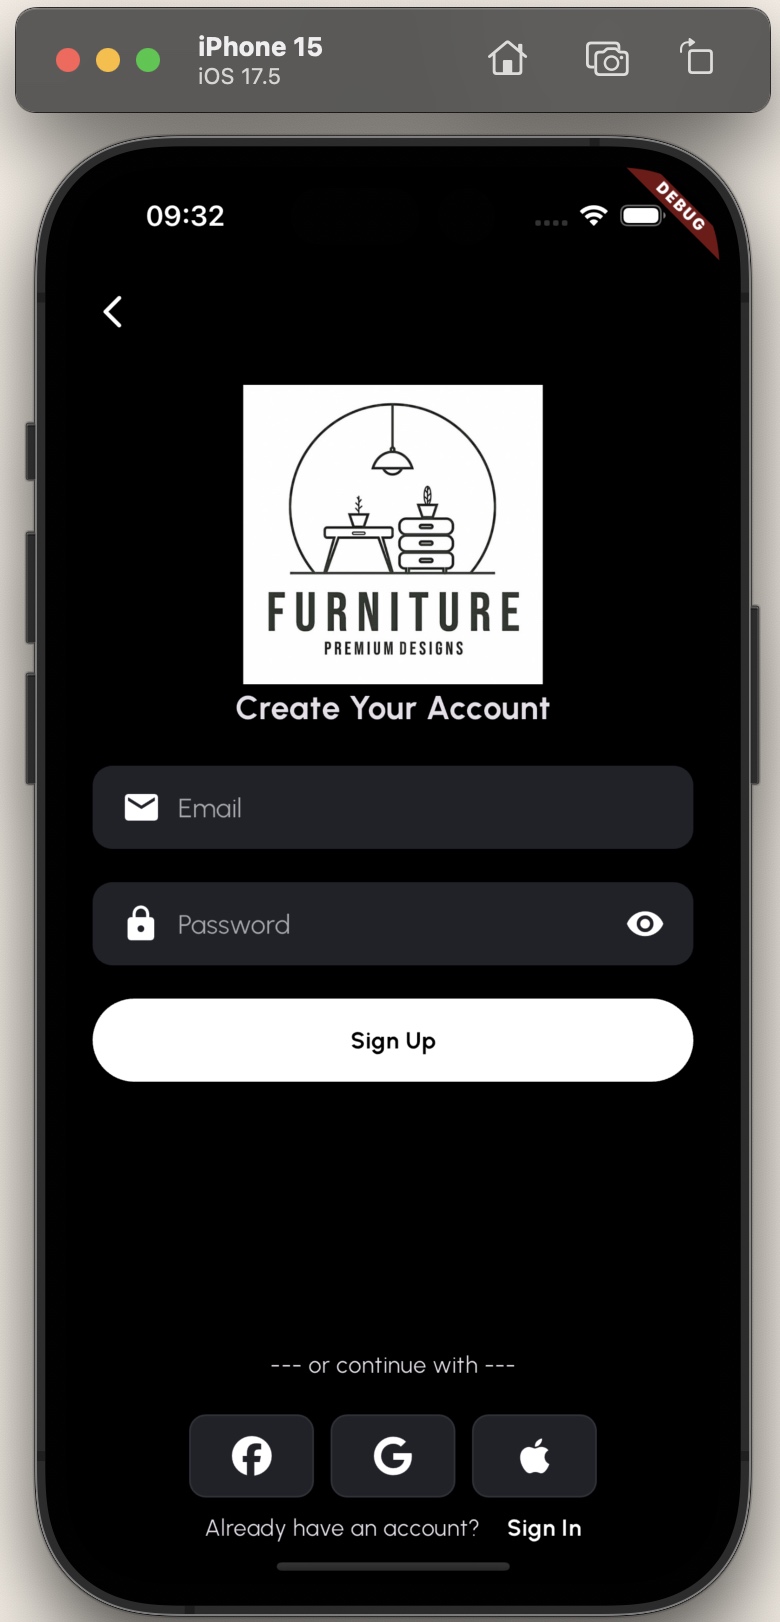 iPhone 15
iOS 17.5
09:32
DEBUG
FURNITURE
PREMIUM DESIGNS
Create Your Account
Email
Password
Sign Up
--- or continue with ---
Already have an account? Sign In